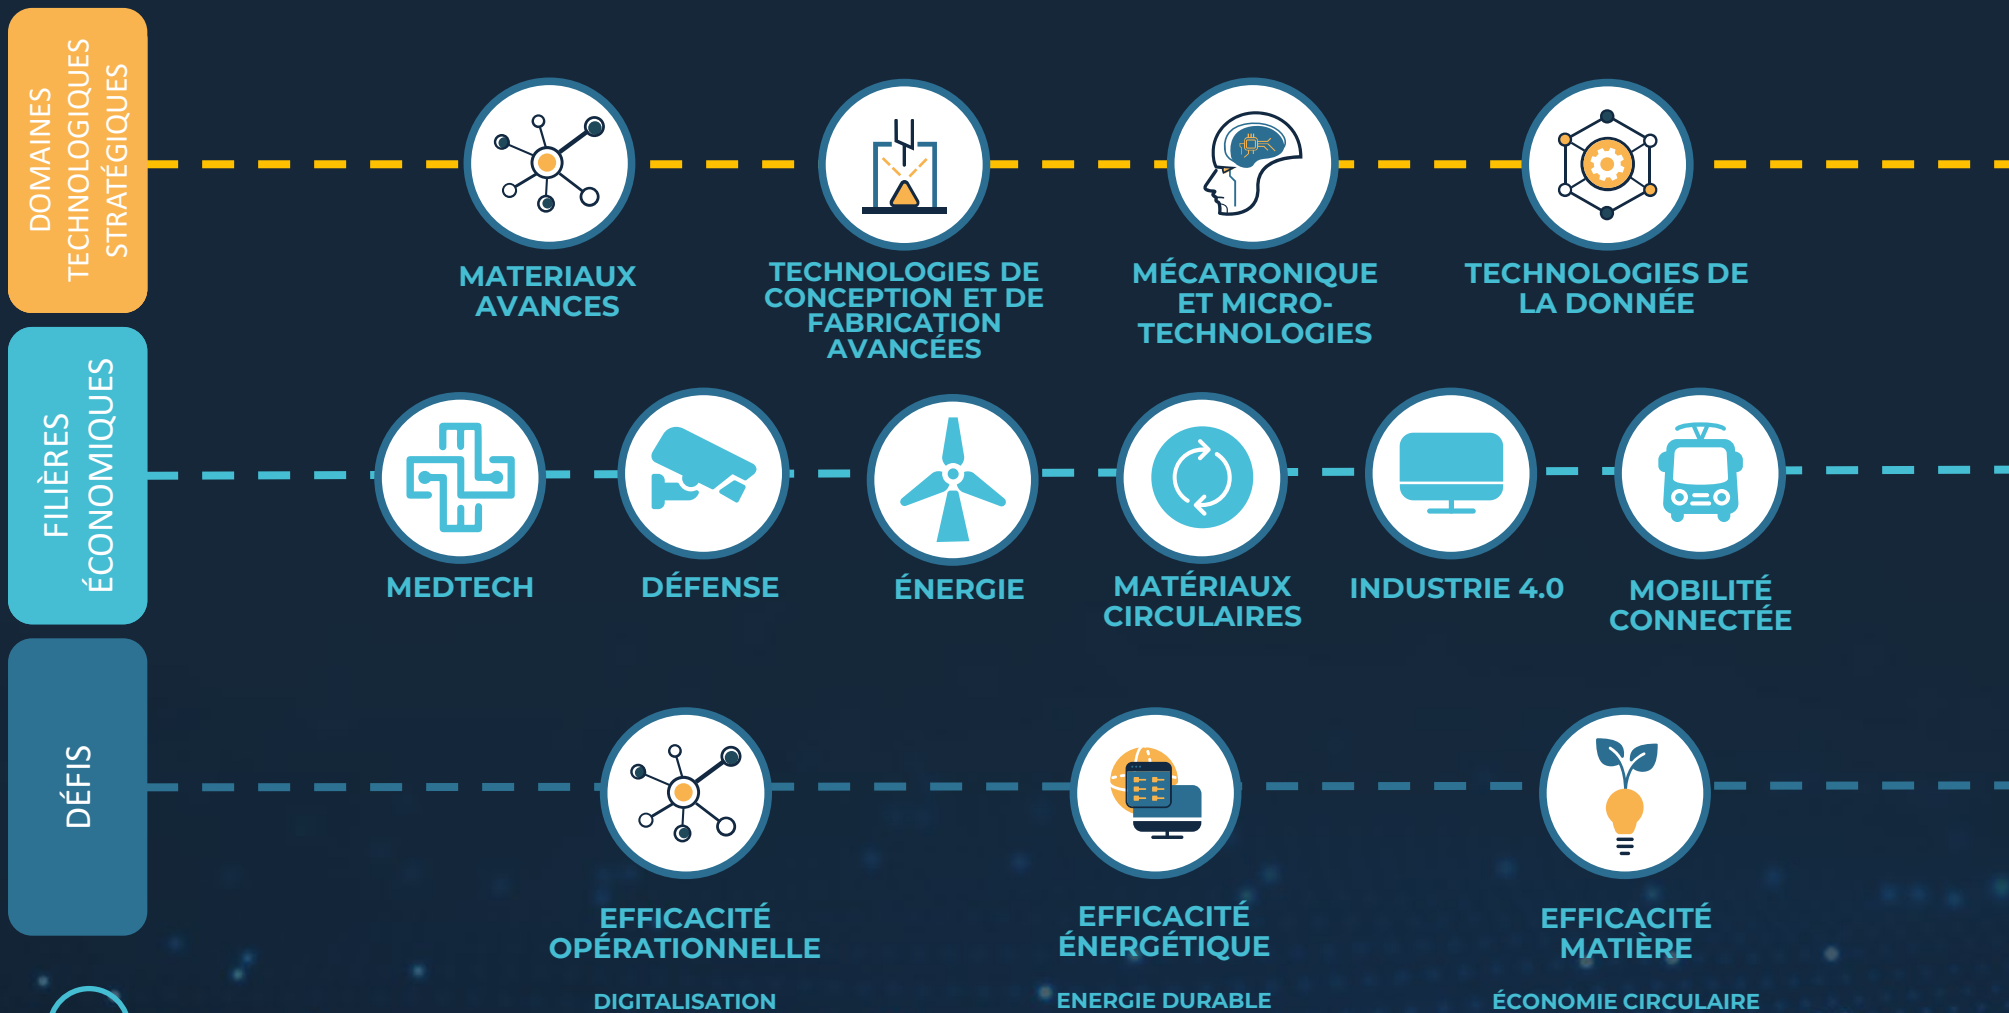 DOMAINES
TECHNOLOGIQUES
STRATÉGIQUES
MATERIAUX
AVANCES
TECHNOLOGIES DE
CONCEPTION ET DE
FABRICATION
AVANCÉES
MÉCATRONIQUE
ET MICRO-
TECHNOLOGIES
TECHNOLOGIES DE
LA DONNÉE
FILIÈRES
ÉCONOMIQUES
MEDTECH
DÉFENSE
ÉNERGIE
MATÉRIAUX
CIRCULAIRES
INDUSTRIE 4.0
MOBILITÉ
CONNECTÉE
DÉFIS
EFFICACITÉ
OPÉRATIONNELLE
DIGITALISATION
EFFICACITÉ
ÉNERGÉTIQUE
ENERGIE DURABLE
EFFICACITÉ
MATIÈRE
ÉCONOMIE CIRCULAIRE